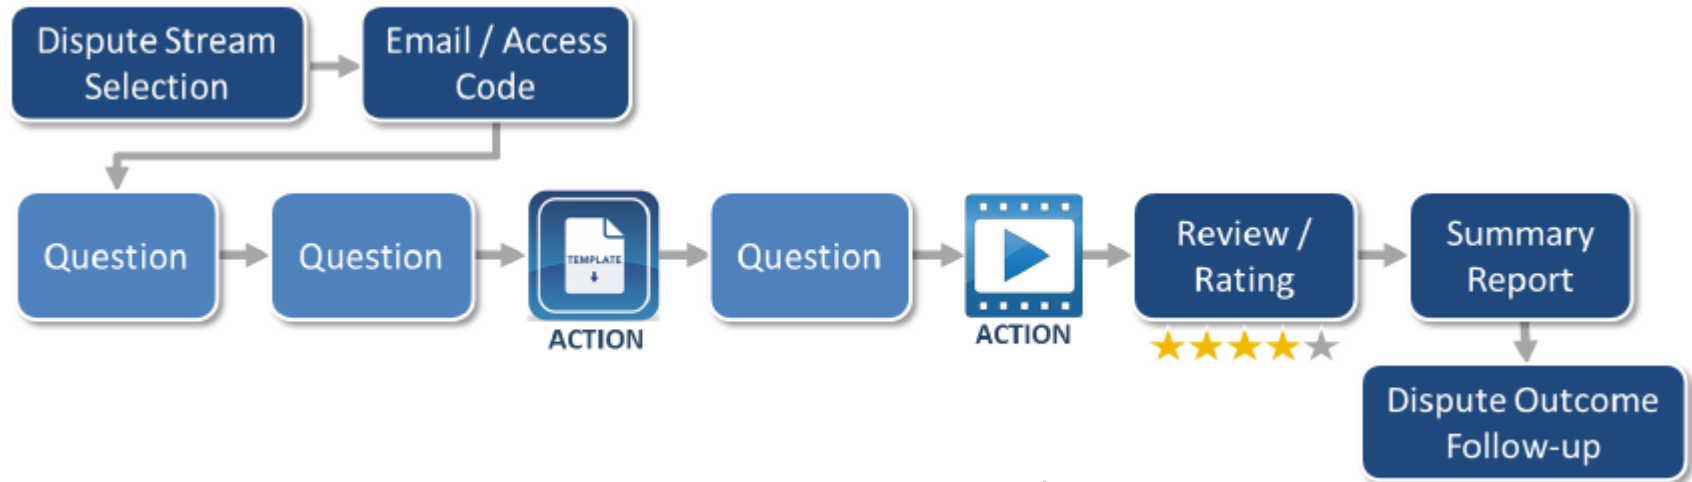 Dispute Stream
Selection
Email / Access
Code
Question
Question
TEMPLATE
ACTION
Question
ACTION
Review /
Rating
Summary
Report
Dispute Outcome
Follow-up